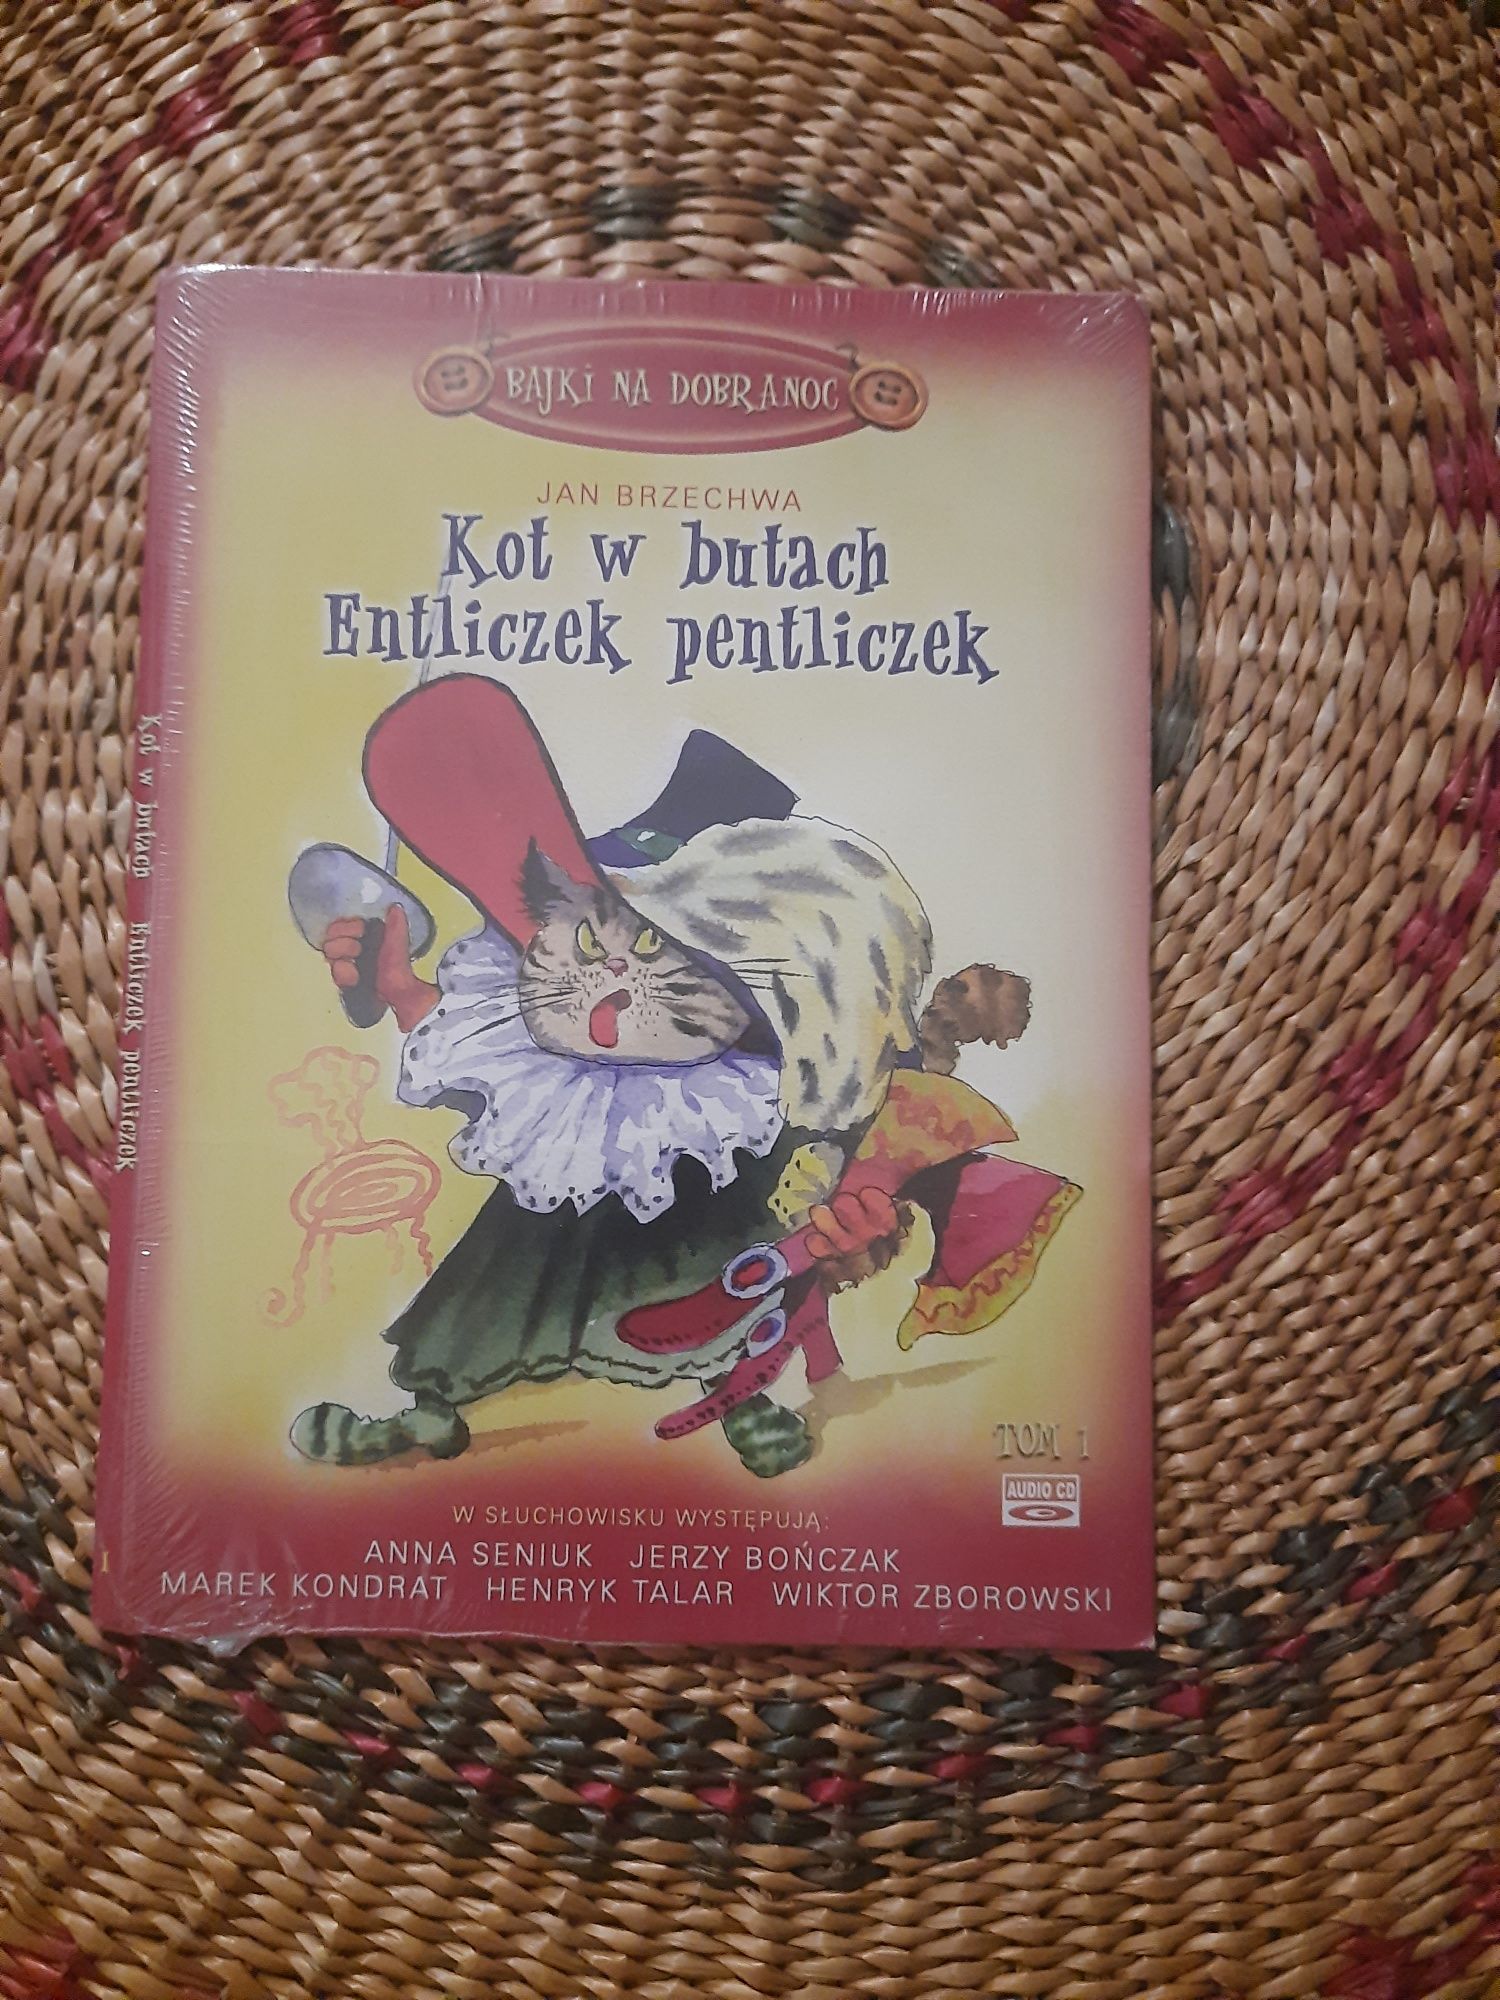 BAJKI NA DOBRANOC
JAN BRZECHWA
Kot w butach
Entliczek pentliczek
Kot w butach Entliczek pentliczek
TOM 1
AUDIO CD
W SŁUCHOWISKU WYSTĘPUJĄ:
ANNA SENIUK JERZY BOŃCZAK
MAREK KONDRAT HENRYK TALAR WIKTOR ZBOROWSKI
1